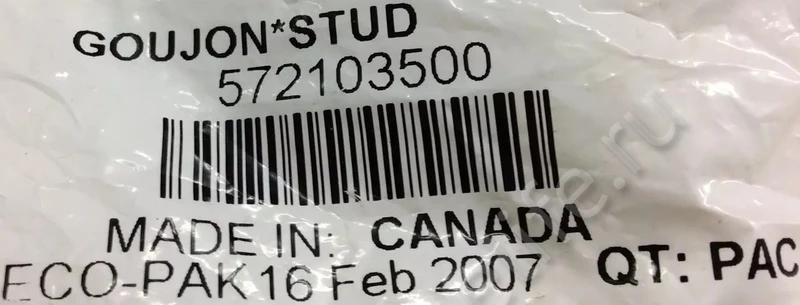 GOUJON*STUD
572103500
MADE IN: CANADA
ECO-PAK 16 Feb 2007 QT: PAC